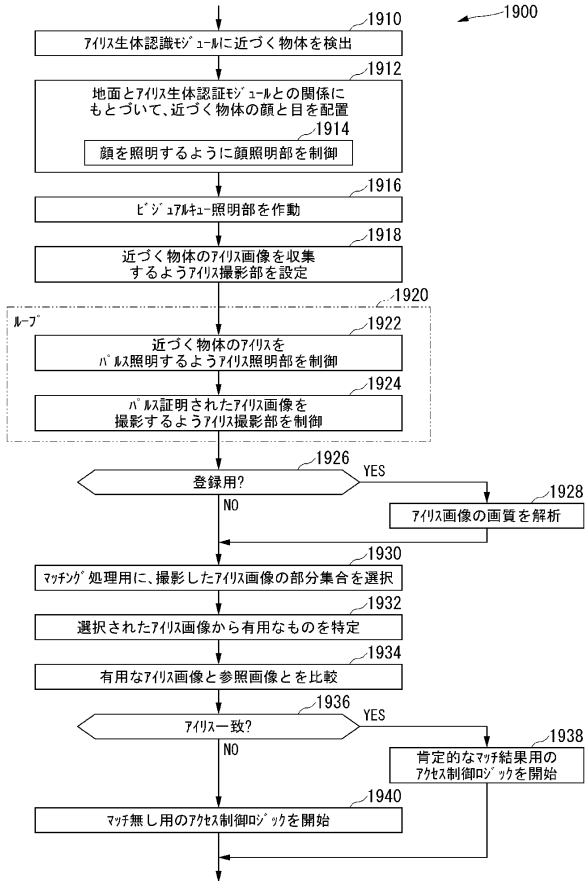 1900
1910
ｱｲﾘｽ生体認識ﾓｼﾞｭｰﾙに近づく物体を検出
1912
地面とｱｲﾘｽ生体認証ﾓｼﾞｭｰﾙとの関係に
もとづいて、近づく物体の顔と目を配置
1914
顔を照明するように顔照明部を制御
1916
ﾋﾞｼﾞｭｱﾙｷｭｰ照明部を作動
1918
近づく物体のｱｲﾘｽ画像を収集
するようｱｲﾘｽ撮影部を設定
1920
ﾙｰﾌﾟ
1922
近づく物体のｱｲﾘｽを
ﾊﾟﾙｽ照明するようｱｲﾘｽ照明部を制御
1924
ﾊﾟﾙｽ証明されたｱｲﾘｽ画像を
撮影するようｱｲﾘｽ撮影部を制御
1926
登録用?
YES
NO
1928
ｱｲﾘｽ画像の画質を解析
1930
ﾏｯﾁﾝｸﾞ処理用に、撮影したｱｲﾘｽ画像の部分集合を選択
1932
選択されたｱｲﾘｽ画像から有用なものを特定
1934
有用なｱｲﾘｽ画像と参照画像とを比較
1936
ｱｲﾘｽ一致?
YES
NO
1938
肯定的なﾏｯﾁ結果用の
ｱｸｾｽ制御ﾛｼﾞｯｸを開始
1940
ﾏｯﾁ無し用のｱｸｾｽ制御ﾛｼﾞｯｸを開始